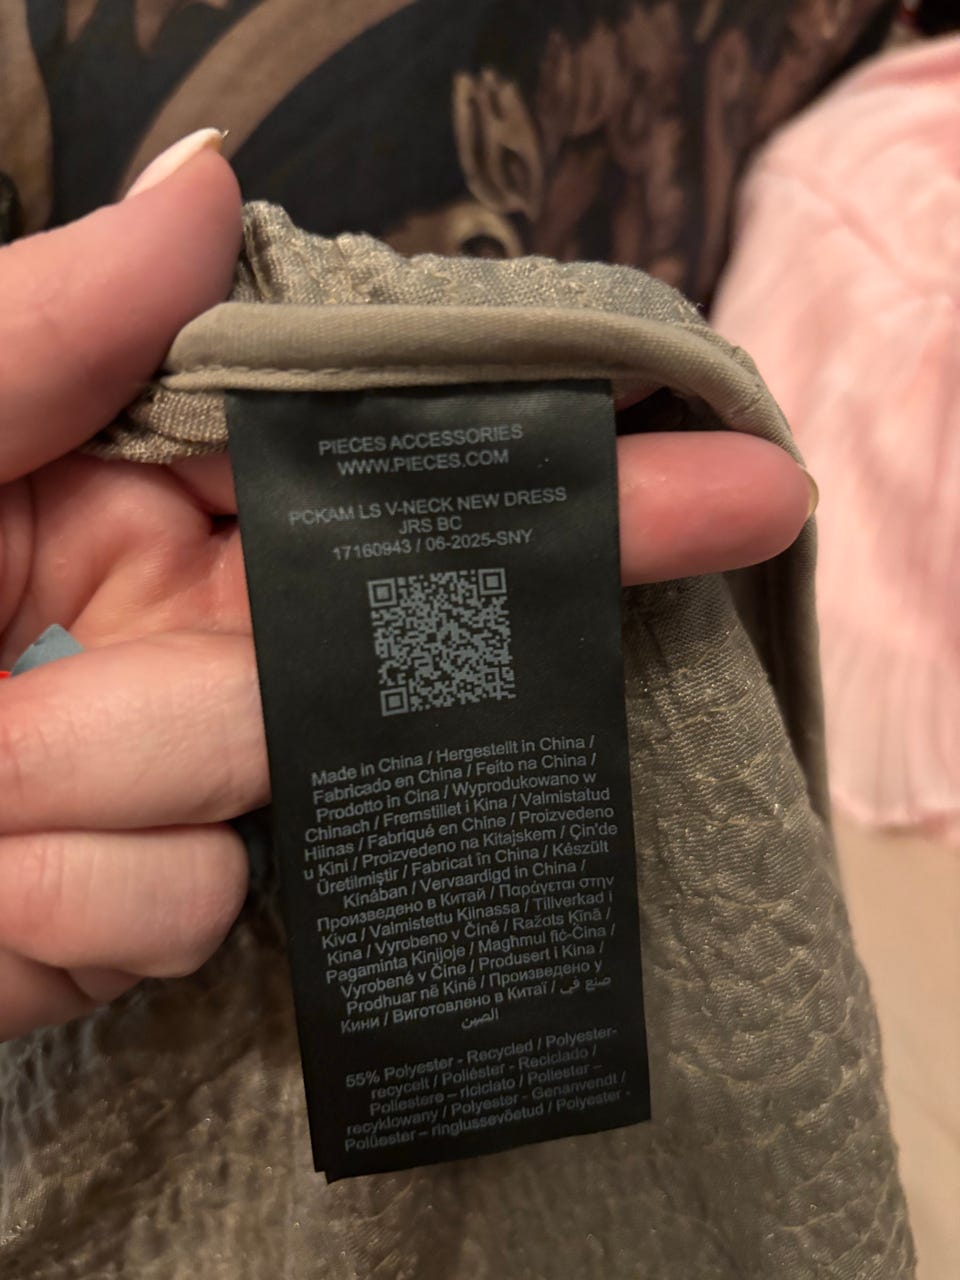 PIECES ACCESSORIES
WWW.PIECES.COM
PCKAM LS V-NECK NEW DRESS
JRS BC
17160943 / 06-2025-SNY
Made in China / Hergestellt in China /
Fabricado en China / Feito na China /
Prodotto in Cina / Wyprodukowano w
Chinach / Fremstillet i Kina / Valmistatud
Hiinas / Fabriqué en Chine / Proizvedeno
u Kini / Proizvedeno na Kitajskem / Çin'de
Üretilmiştir / Fabricat în China / Készült
Kínában / Vervaardigd in China /
Произведено в Китай / Παράγεται στην
Κίνα / Valmistettu Kiinassa / Tillverkad i
Kina / Vyrobeno v Číně / Ražots Ķīnā /
Pagaminta Kinijoje / Maghmul fiċ-Ċina /
Vyrobené v Číne / Produsert i Kina /
Prodhuar në Kinë / Произведено у
Кини / Виготовлено в Китаї / صنع في
الصين
55% Polyester - Recycled / Polyester-
recycelt / Poliéster - Reciclado /
Poliestere – riciclato / Poliester –
recyklowany / Polyester - Genanvendt /
Polüester – ringlussevõetud / Polyester -